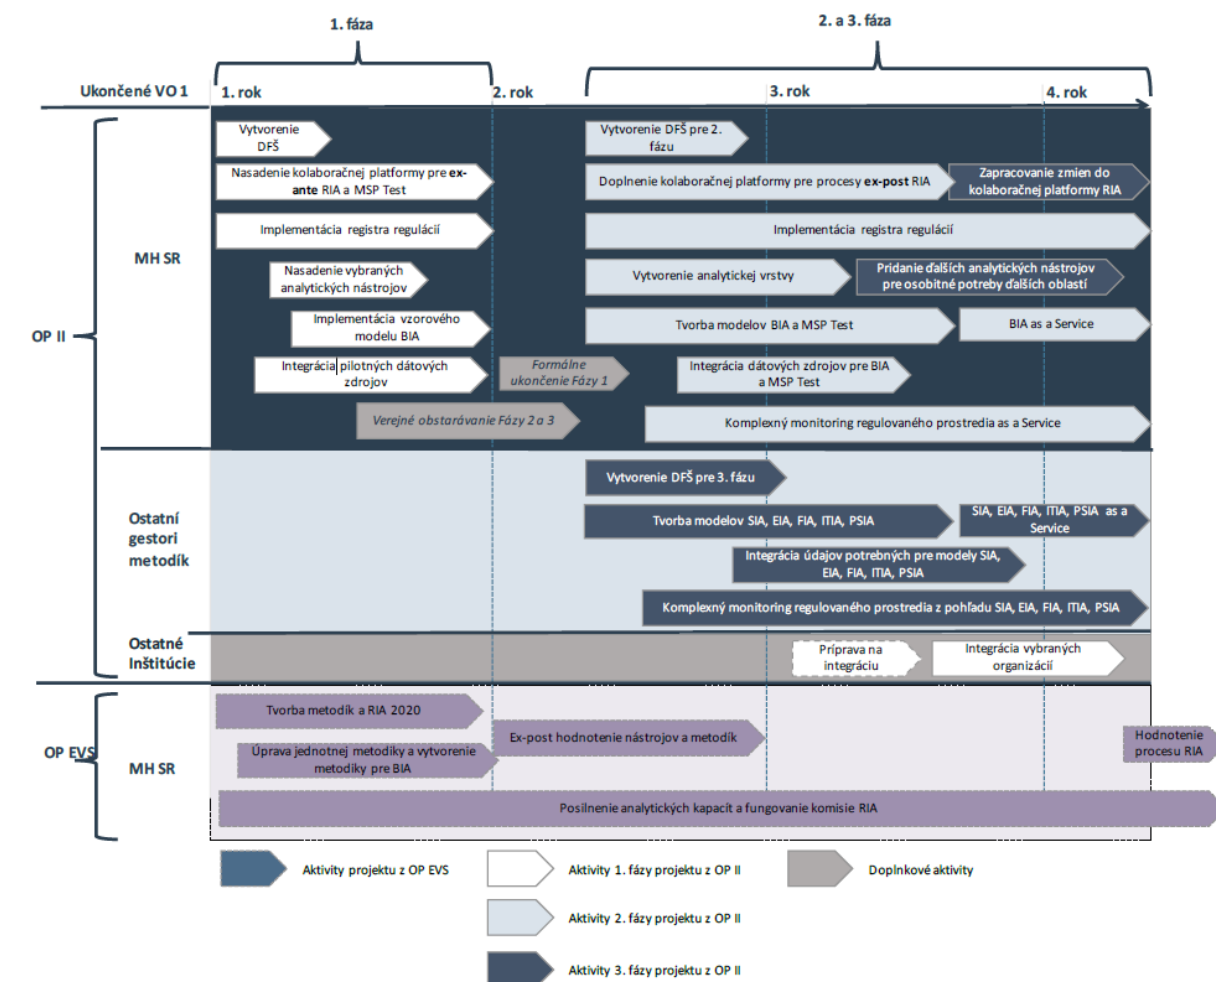 1. fáza
2. a 3. fáza
Ukončené VO 1
1. rok
2. rok
3. rok
4. rok
OP II
MH SR
Vytvorenie
DFŠ
Vytvorenie DFŠ pre 2.
fázu
Nasadenie kolaboračnej platformy pre ex-
ante RIA a MSP Test
Doplnenie kolaboračnej platformy pre procesy ex-post RIA
Zapracovanie zmien do
kolaboračnej platformy RIA
Implementácia registra regulácií
Implementácia registra regulácií
Nasadenie vybraných
analytických nástrojov
Vytvorenie analytickej vrstvy
Pridanie ďalších analytických nástrojov
pre osobitné potreby ďalších oblastí
Implementácia vzorového
modelu BIA
Tvorba modelov BIA a MSP Test
BIA as a Service
Integrácia pilotných dátových
zdrojov
Formálne
ukončenie Fázy 1
Integrácia dátových zdrojov pre BIA
a MSP Test
Verejné obstarávanie Fázy 2 a 3
Komplexný monitoring regulovaného prostredia as a Service
Ostatní
gestori
metodík
Vytvorenie DFŠ pre 3. fázu
Tvorba modelov SIA, EIA, FIA, ITIA, PSIA
SIA, EIA, FIA, ITIA, PSIA as a
Service
Integrácia údajov potrebných pre modely SIA,
EIA, FIA, ITIA, PSIA
Komplexný monitoring regulovaného prostredia z pohľadu SIA, EIA, FIA, ITIA, PSIA
Ostatné
Inštitúcie
Príprava na
integráciu
Integrácia vybraných
organizácií
OP EVS
MH SR
Tvorba metodík a RIA 2020
Ex-post hodnotenie nástrojov a metodík
Hodnotenie
procesu RIA
Úprava jednotnej metodiky a vytvorenie
metodiky pre BIA
Posilnenie analytických kapacít a fungovanie komisie RIA
Aktivity projektu z OP EVS
Aktivity 1. fázy projektu z OP II
Doplnkové aktivity
Aktivity 2. fázy projektu z OP II
Aktivity 3. fázy projektu z OP II